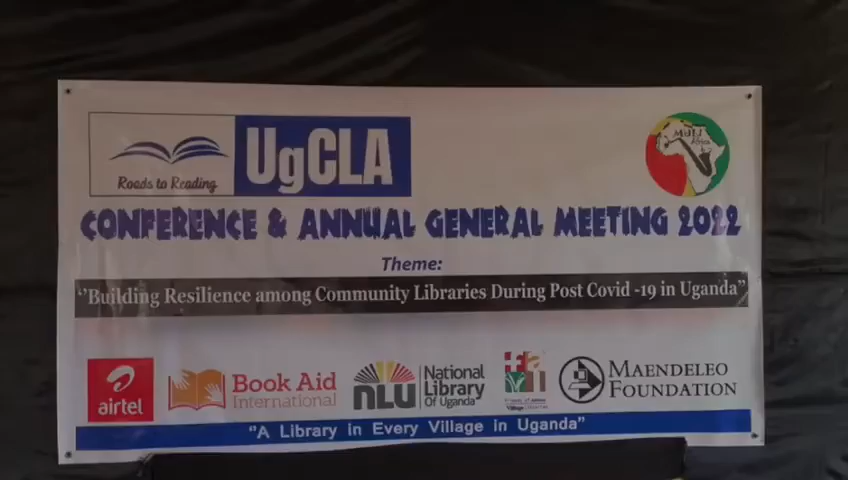 UgCLA
Roads to Reading
CONFERENCE & ANNUAL GENERAL MEETING 2022
Theme:
''Building Resilience among Community Libraries During Post Covid -19 in Uganda”
airtel
Book Aid
International
nlu
National
Library
Of Uganda
Maendeleo
Foundation
"A Library in Every Village in Uganda"